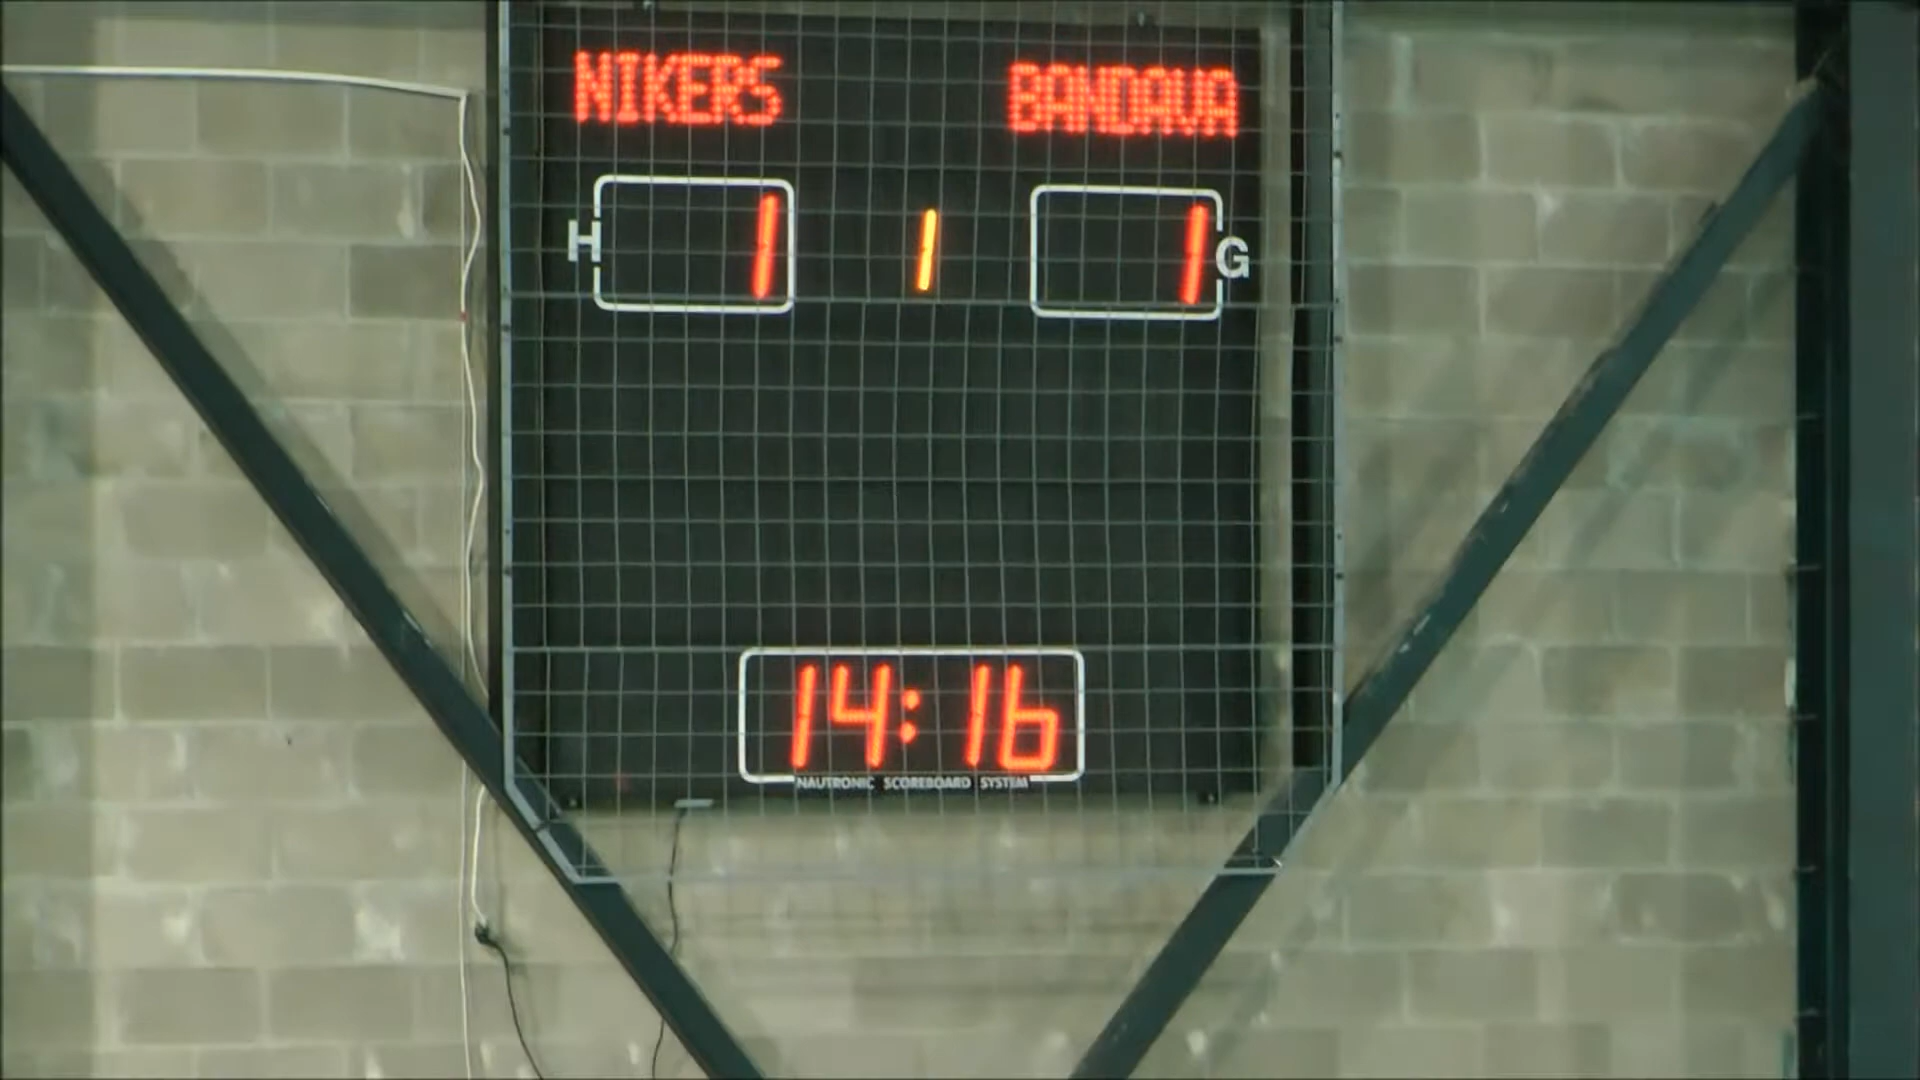 NIKERS BANDAVA
H 1 1 1 G
14:16
NAUTRONIC SCOREBOARD SYSTEM